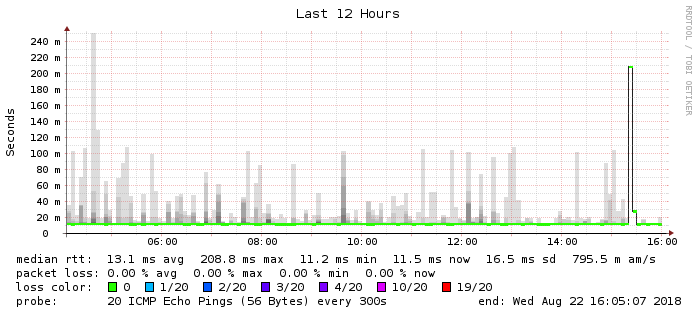 Last 12 Hours
RRDTOOL / TOBI OETIKER
Seconds
240 m
220 m
200 m
180 m
160 m
140 m
120 m
100 m
80 m
60 m
40 m
20 m
0
06:00 08:00 10:00 12:00 14:00 16:00
median rtt: 13.1 ms avg 208.8 ms max 11.2 ms min 11.5 ms now 16.5 ms sd 795.5 m am/s
packet loss: 0.00 % avg 0.00 % max 0.00 % min 0.00 % now
loss color: 0 1/20 2/20 3/20 4/20 10/20 19/20
probe: 20 ICMP Echo Pings (56 Bytes) every 300s end: Wed Aug 22 16:05:07 2018